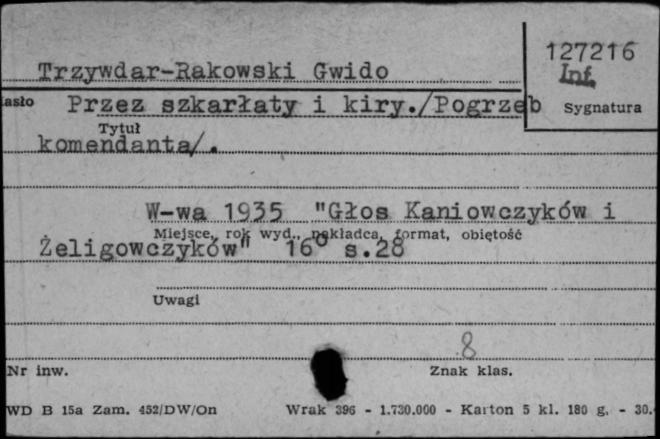 127216
Trzywdar-Rakowski Gwido
Inf.
asło Przez szkarłaty i kiry./Pogrzeb
Sygnatura
Tytuł
komendanta/.
W-wa 1935 "Głos Kaniowczyków i
Miejsce, rok wyd., nakładca, format, objętość
Żeligowczyków" 16° s.28
Uwagi
8
Nr inw.
Znak klas.
WD B 15a Zam. 452/DW/On Wrak 396 - 1.730.000 - Karton 5 kl. 180 g. - 30.